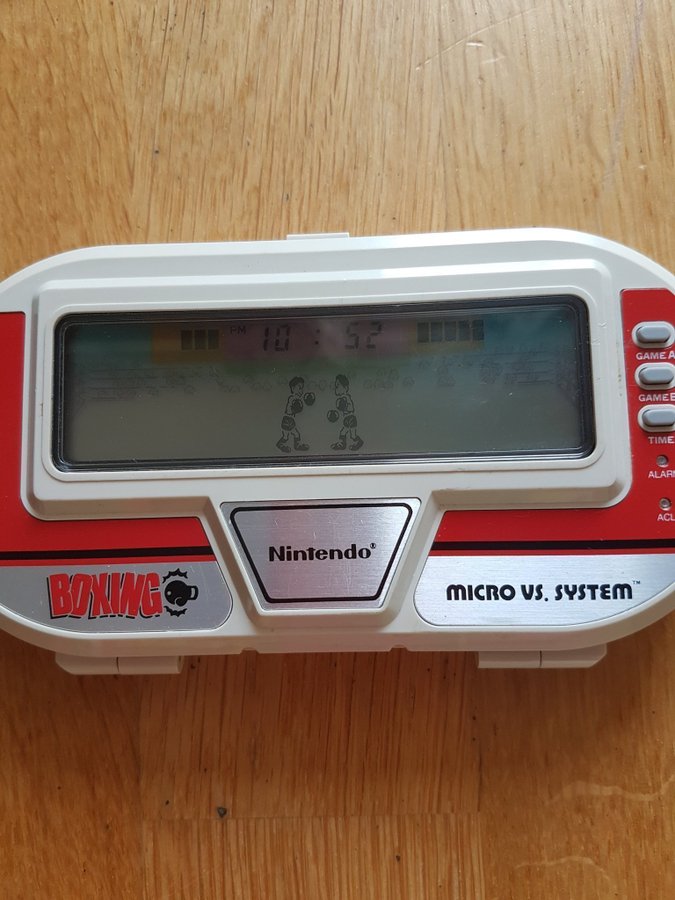 PM 10 : 52
GAME A
GAME B
TIME
ALARM
ACL
Nintendo®
BOXING
MICRO VS. SYSTEM™